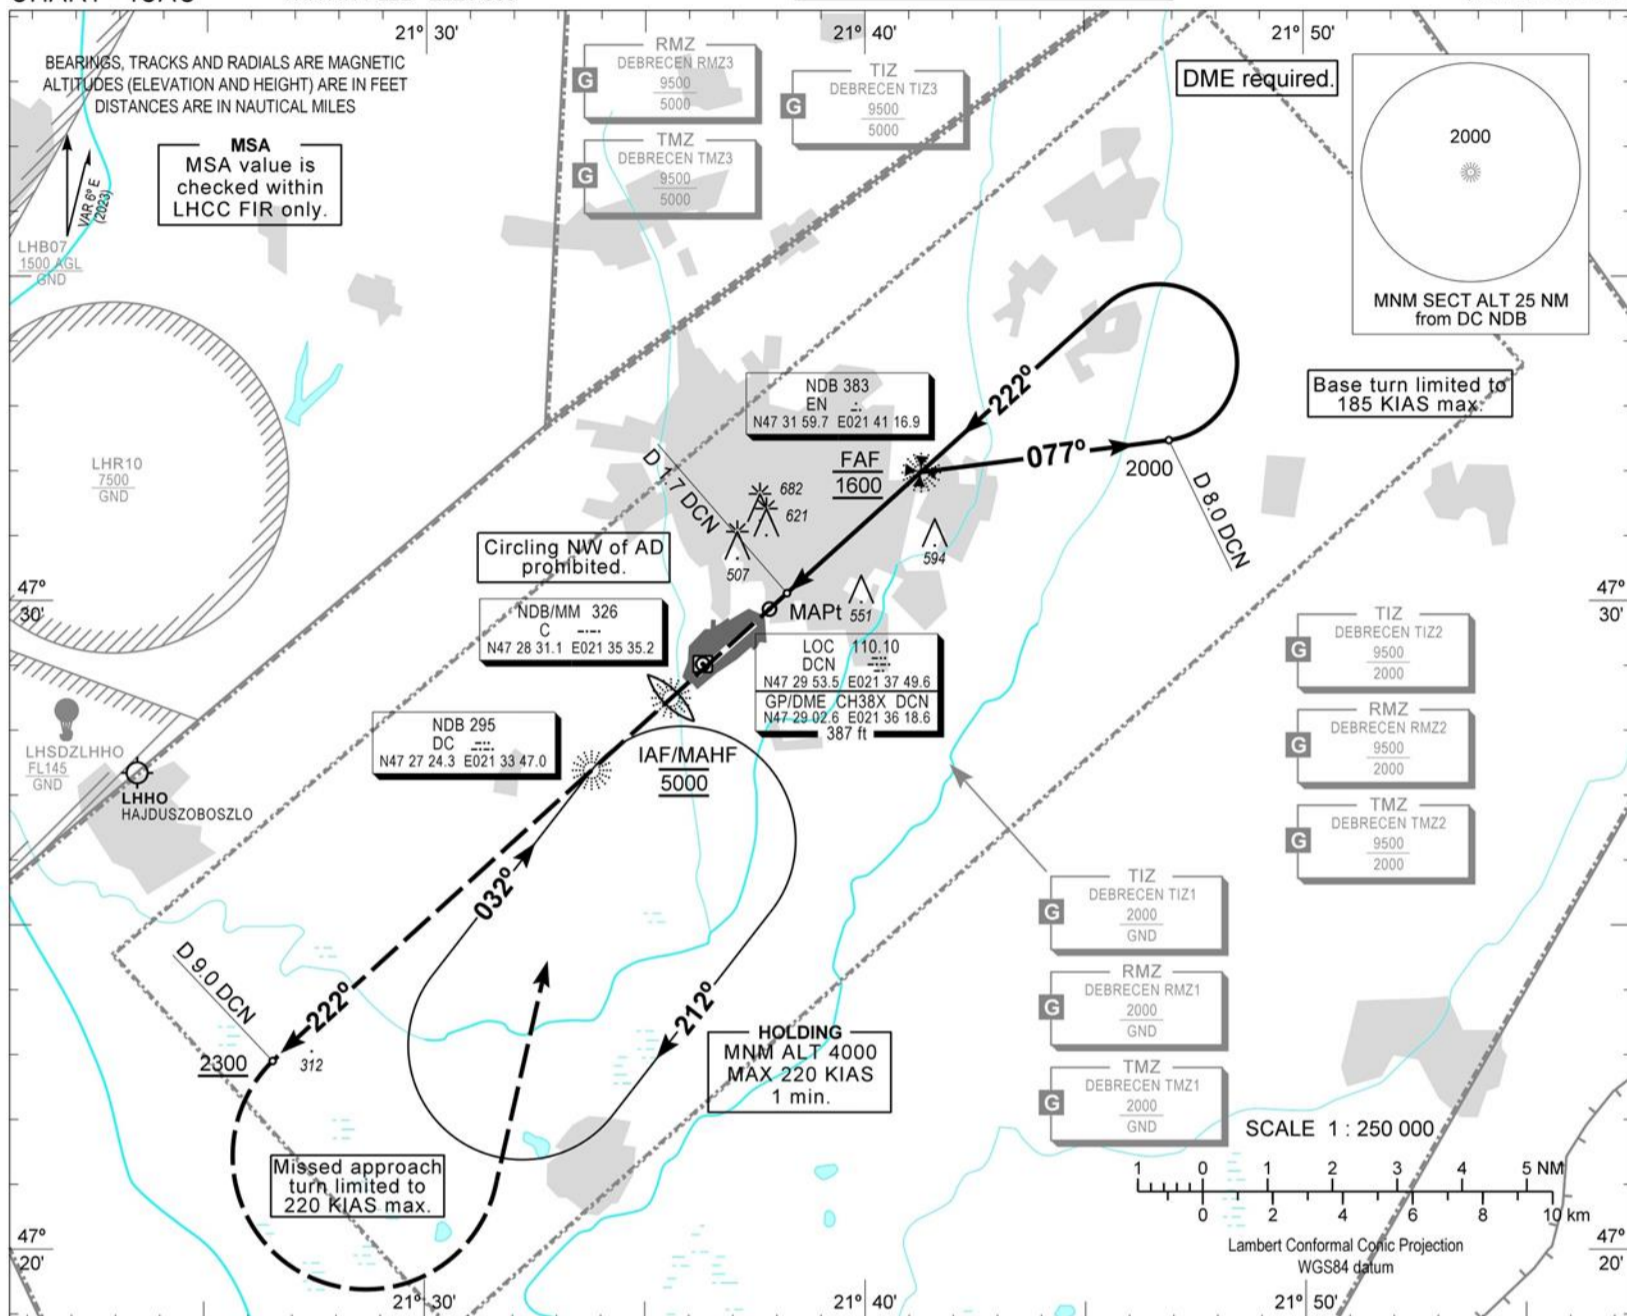 21° 30'
21° 40'
21° 50'
BEARINGS, TRACKS AND RADIALS ARE MAGNETIC
ALTITUDES (ELEVATION AND HEIGHT) ARE IN FEET
DISTANCES ARE IN NAUTICAL MILES
MSA
MSA value is
checked within
LHCC FIR only.
VAR 6° E
(2023)
LHB07
1500 AGL
GND
RMZ
DEBRECEN RMZ3
G
9500
5000
TIZ
DEBRECEN TIZ3
G
9500
5000
TMZ
DEBRECEN TMZ3
G
9500
5000
DME required.
2000
MNM SECT ALT 25 NM
from DC NDB
Base turn limited to
185 KIAS max.
LHR10
7500
GND
NDB 383
EN
N47 31 59.7 E021 41 16.9
222°
077°
2000
D 8.0 DCN
FAF
1600
D 1.7 DCN
682
621
507
594
551
Circling NW of AD
prohibited.
47°
30'
47°
30'
NDB/MM 326
C -·-·
N47 28 31.1 E021 35 35.2
MAPt
LOC 110.10
DCN
N47 29 53.5 E021 37 49.6
GP/DME CH38X DCN
N47 29 02.6 E021 36 18.6
387 ft
NDB 295
DC
N47 27 24.3 E021 33 47.0
IAF/MAHF
5000
LHSDZLHHO
FL145
GND
LHHO
HAJDUSZOBOSZLO
TIZ
DEBRECEN TIZ2
G
9500
2000
RMZ
DEBRECEN RMZ2
G
9500
2000
TMZ
DEBRECEN TMZ2
G
9500
2000
032°
212°
D 9.0 DCN
222°
2300
312
HOLDING
MNM ALT 4000
MAX 220 KIAS
1 min.
TIZ
DEBRECEN TIZ1
G
2000
GND
RMZ
DEBRECEN RMZ1
G
2000
GND
TMZ
DEBRECEN TMZ1
G
2000
GND
Missed approach
turn limited to
220 KIAS max.
SCALE 1 : 250 000
1 0 1 2 3 4 5 NM
0 2 4 6 8 10 km
Lambert Conformal Conic Projection
WGS84 datum
47°
20'
47°
20'
21° 30'
21° 40'
21° 50'